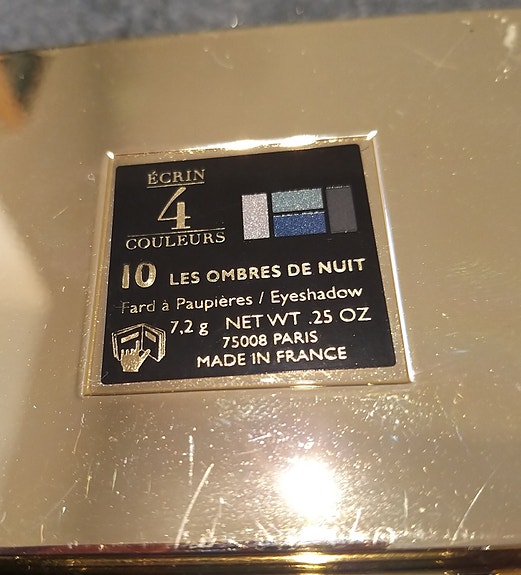 ÉCRIN
4
COULEURS
10 LES OMBRES DE NUIT
Fard à Paupières / Eyeshadow
7,2 g NET WT .25 OZ
75008 PARIS
MADE IN FRANCE